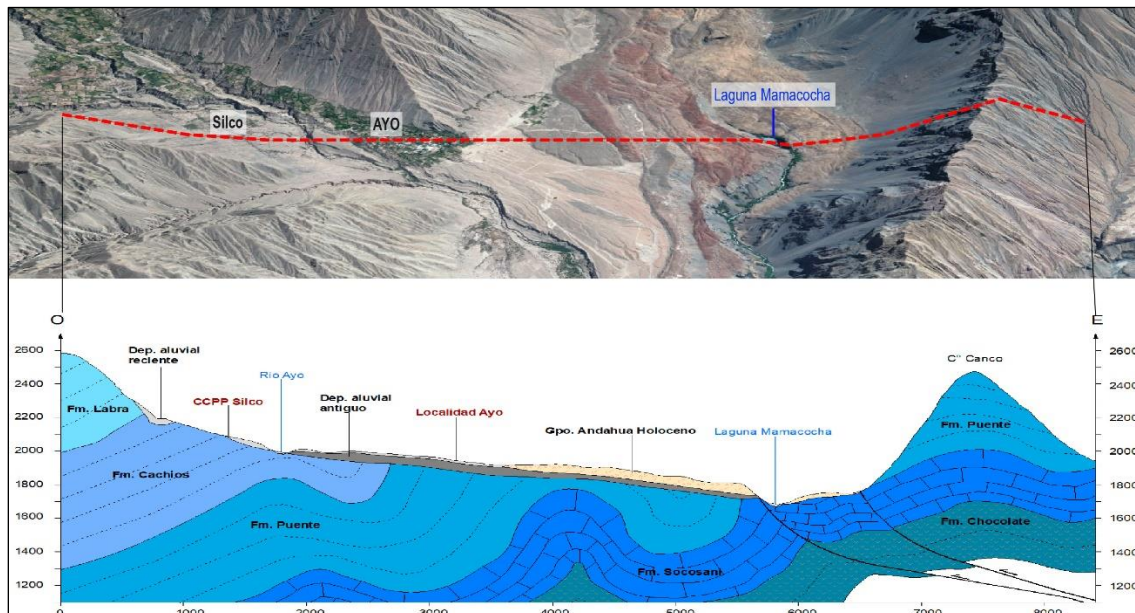 Laguna Mamacocha
Silco
AYO
O
E
2600
2400
2200
2000
1800
1600
1400
1200
2600
2400
2200
2000
1900
1600
1400
1200
Dep. aluvial
reciente
CCPP Silco
Río Ayo
Dep. aluvial
antiguo
Localidad Ayo
Gpo. Andahua Holoceno
Laguna Mamacocha
C° Canco
Fm. Labra
Fm. Cachios
Fm. Puente
Fm. Puente
Fm. Socosani
Fm. Chocolate
0
1000
2000
3000
4000
5000
6000
7000
8000